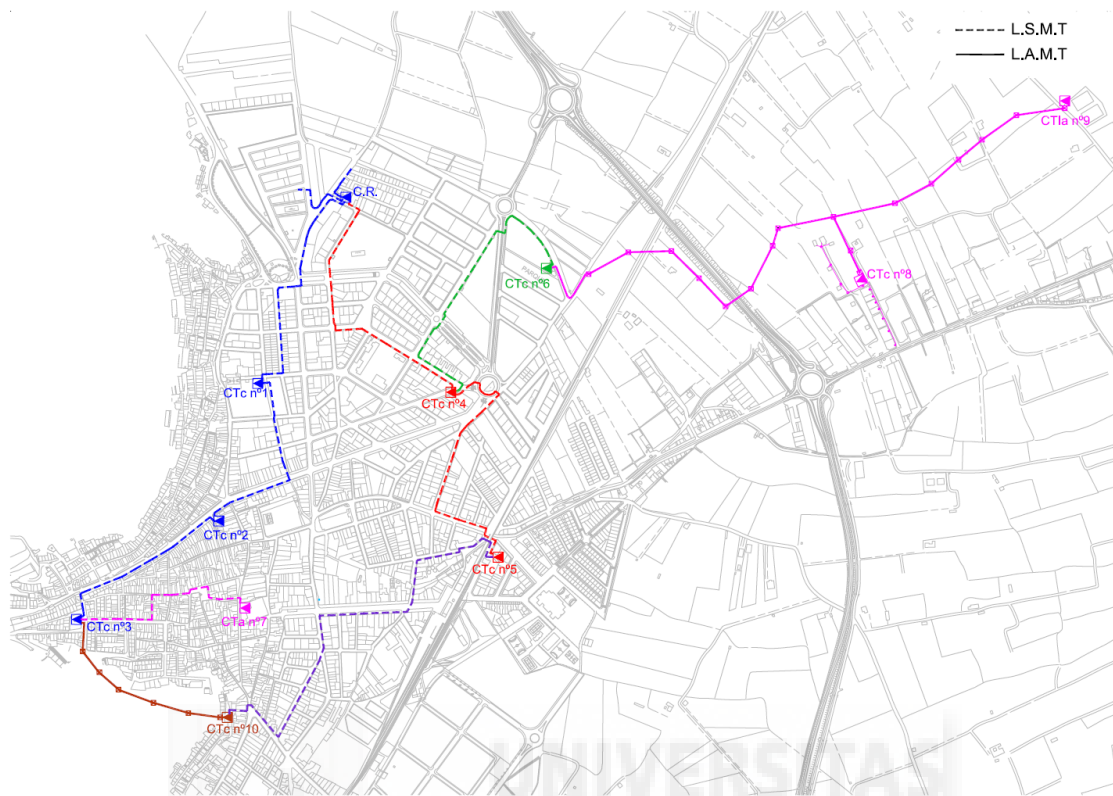 L.S.M.T
L.A.M.T
CTIa nº9
C.R.
CTc nº8
CTc nº6
CTc nº1
CTc nº4
CTc nº2
CTc nº5
CTa nº7
CTc nº3
CTc nº10
UNIVERSITAS